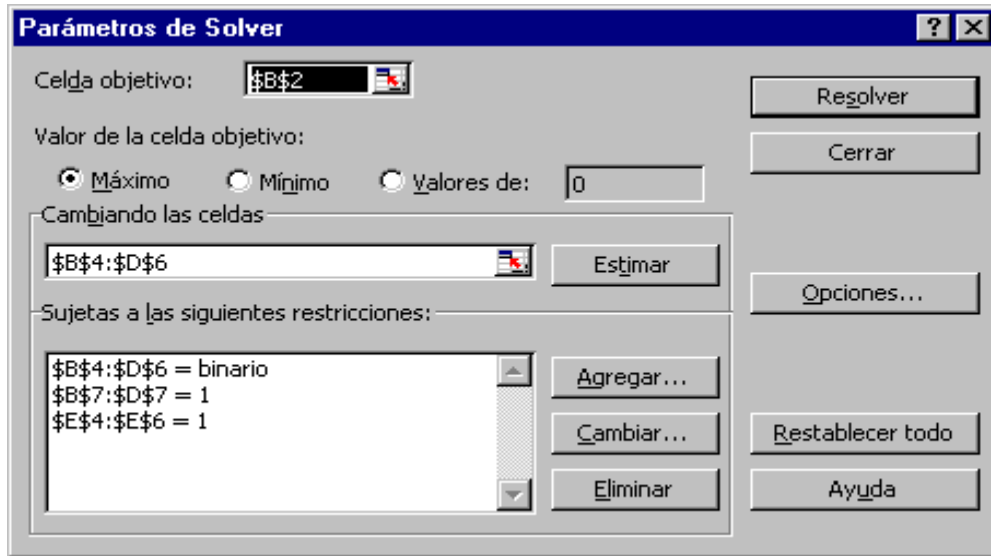 Parámetros de Solver
Celda objetivo:
$B$2
Resolver
Valor de la celda objetivo:
Cerrar
Máximo
Mínimo
Valores de:
0
Cambiando las celdas
$B$4:$D$6
Estimar
Opciones...
Sujetas a las siguientes restricciones:
$B$4:$D$6 = binario
$B$7:$D$7 = 1
$E$4:$E$6 = 1
Agregar...
Cambiar...
Restablecer todo
Eliminar
Ayuda